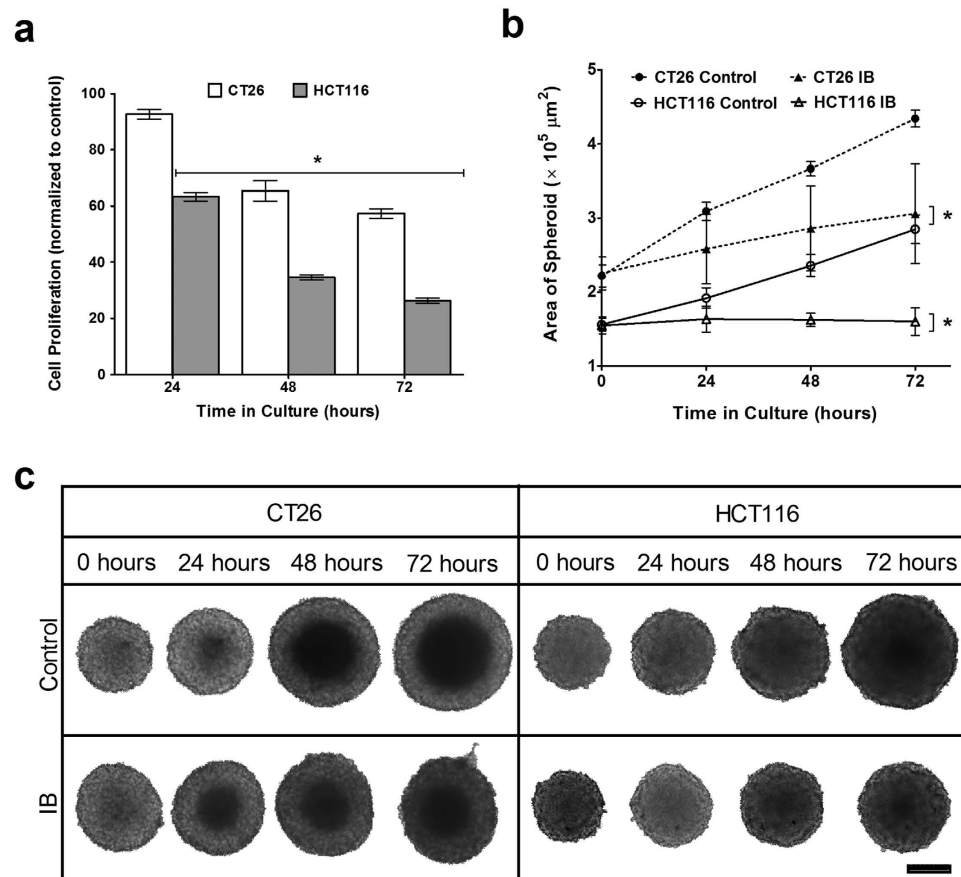 a
CT26 HCT116
Cell Proliferation (normalized to control)
100
80
60
40
20
0
*
24 48 72
Time in Culture (hours)
b
CT26 Control CT26 IB
HCT116 Control HCT116 IB
Area of Spheroid (× 10⁵ µm²)
5
4
3
2
1
*
*
0 24 48 72
Time in Culture (hours)
c
CT26 HCT116
0 hours 24 hours 48 hours 72 hours 0 hours 24 hours 48 hours 72 hours
Control
IB